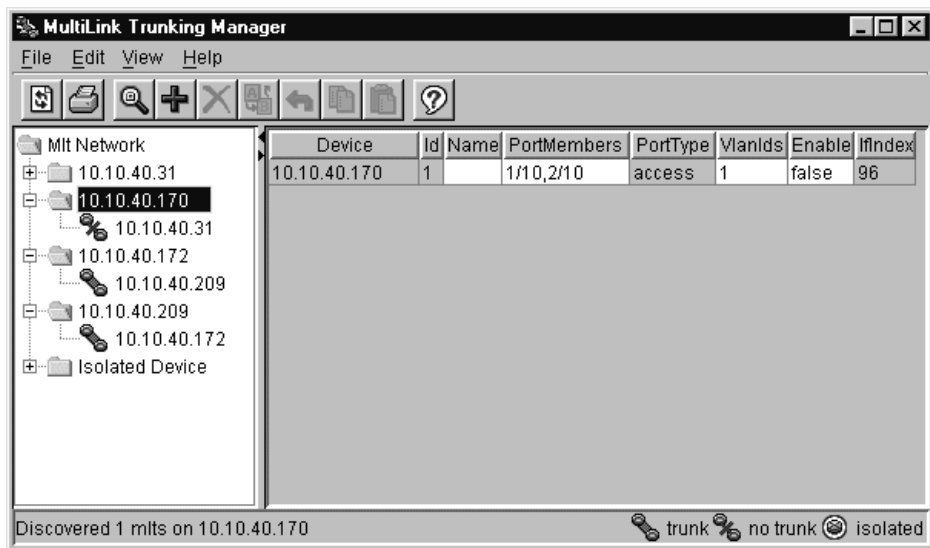 MultiLink Trunking Manager
File Edit View Help
Mlt Network
10.10.40.31
10.10.40.170
10.10.40.31
10.10.40.172
10.10.40.209
10.10.40.209
10.10.40.172
Isolated Device
Device Id Name PortMembers PortType VlanIds Enable IfIndex
10.10.40.170 1 1/10,2/10 access 1 false 96
Discovered 1 mlts on 10.10.40.170 trunk no trunk isolated